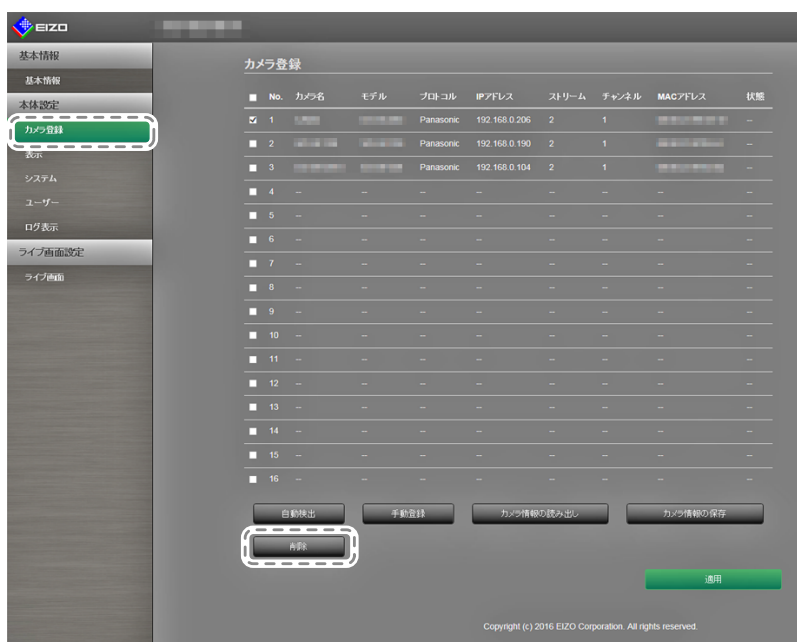 EIZO
基本情報
基本情報
本体設定
カメラ登録
表示
システム
ユーザー
ログ表示
ライブ画面設定
ライブ画面
カメラ登録
No. カメラ名 モデル プロトコル IPアドレス ストリーム チャンネル MACアドレス 状態
1 Panasonic 192.168.0.206 2 1 --
2 Panasonic 192.168.0.190 2 1 --
3 Panasonic 192.168.0.104 2 1 --
4 -- -- -- -- -- -- -- --
5 -- -- -- -- -- -- -- --
6 -- -- -- -- -- -- -- --
7 -- -- -- -- -- -- -- --
8 -- -- -- -- -- -- -- --
9 -- -- -- -- -- -- -- --
10 -- -- -- -- -- -- -- --
11 -- -- -- -- -- -- -- --
12 -- -- -- -- -- -- -- --
13 -- -- -- -- -- -- -- --
14 -- -- -- -- -- -- -- --
15 -- -- -- -- -- -- -- --
16 -- -- -- -- -- -- -- --
自動検出 手動登録 カメラ情報の読み出し カメラ情報の保存
削除
適用
Copyright (c) 2016 EIZO Corporation. All rights reserved.